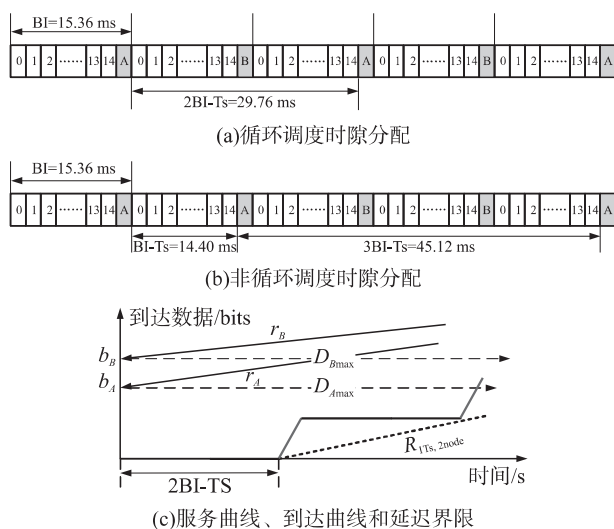 BI=15.36 ms
0 1 2 …… 13 14 A 0 1 2 …… 13 14 B 0 1 2 …… 13 14 A 0 1 2 …… 13 14 B 0 1 2 …… 13 14 A
2BI-Ts=29.76 ms
(a)循环调度时隙分配
BI=15.36 ms
0 1 2 …… 13 14 A 0 1 2 …… 13 14 A 0 1 2 …… 13 14 B 0 1 2 …… 13 14 B 0 1 2 …… 13 14 A
BI-Ts=14.40 ms
3BI-Ts=45.12 ms
(b)非循环调度时隙分配
到达数据/bits
r_B
b_B
D_Bmax
b_A
r_A
D_Amax
R_1Ts, 2node
2BI-TS
时间/s
(c)服务曲线、到达曲线和延迟界限